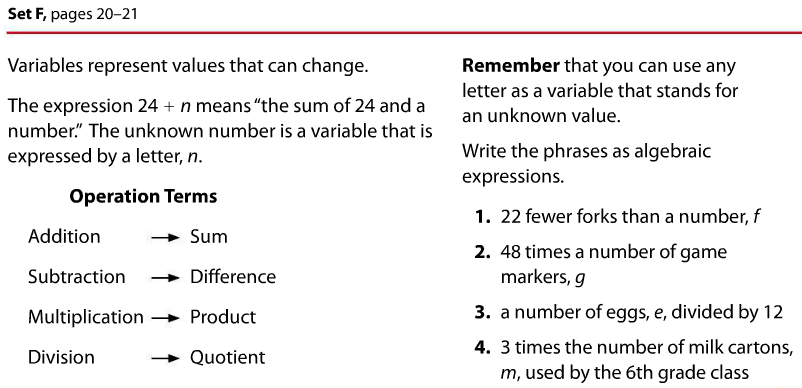 Set F, pages 20–21
Variables represent values that can change.
The expression 24 + n means “the sum of 24 and a
number.” The unknown number is a variable that is
expressed by a letter, n.
Operation Terms
Addition → Sum
Subtraction → Difference
Multiplication → Product
Division → Quotient
Remember that you can use any
letter as a variable that stands for
an unknown value.
Write the phrases as algebraic
expressions.
1. 22 fewer forks than a number, f
2. 48 times a number of game
markers, g
3. a number of eggs, e, divided by 12
4. 3 times the number of milk cartons,
m, used by the 6th grade class